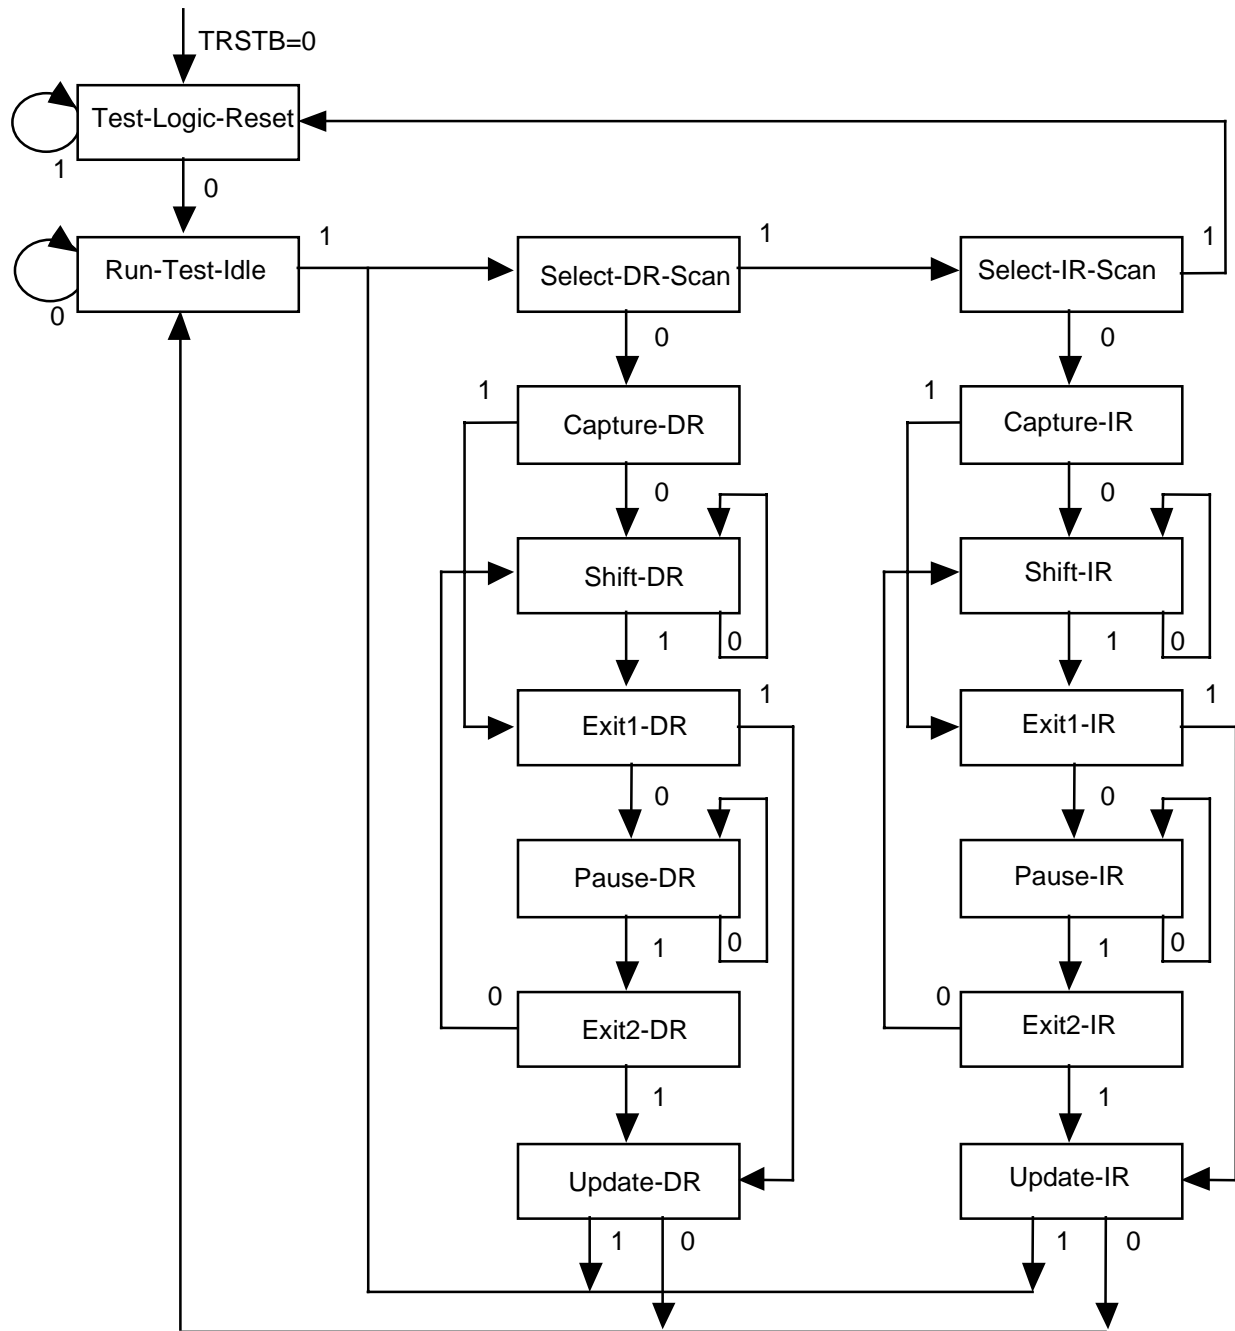 TRSTB=0
Test-Logic-Reset
1
0
Run-Test-Idle
1
0
Select-DR-Scan
1
Select-IR-Scan
1
0
0
1
Capture-DR
1
Capture-IR
0
0
Shift-DR
Shift-IR
1
0
1
0
Exit1-DR
1
Exit1-IR
1
0
0
Pause-DR
Pause-IR
1
0
1
0
0
Exit2-DR
0
Exit2-IR
1
1
Update-DR
Update-IR
1
0
1
0